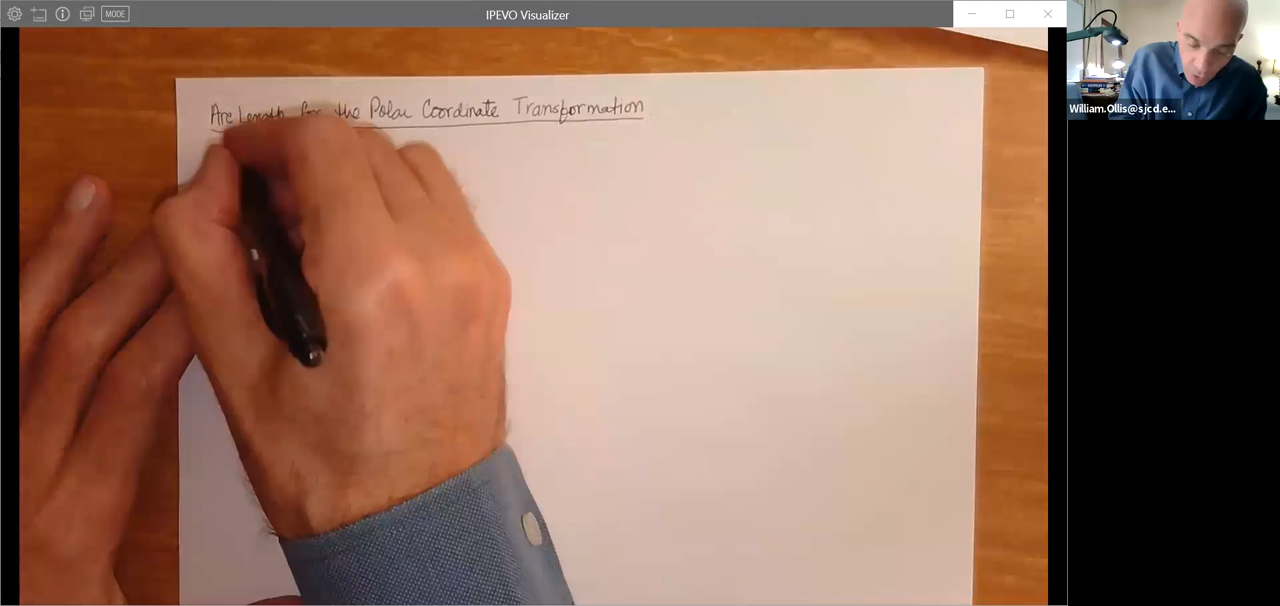 MODE
IPEVO Visualizer
Arc Length for the Polar Coordinate Transformation
William.Ollis@sjcd.e...